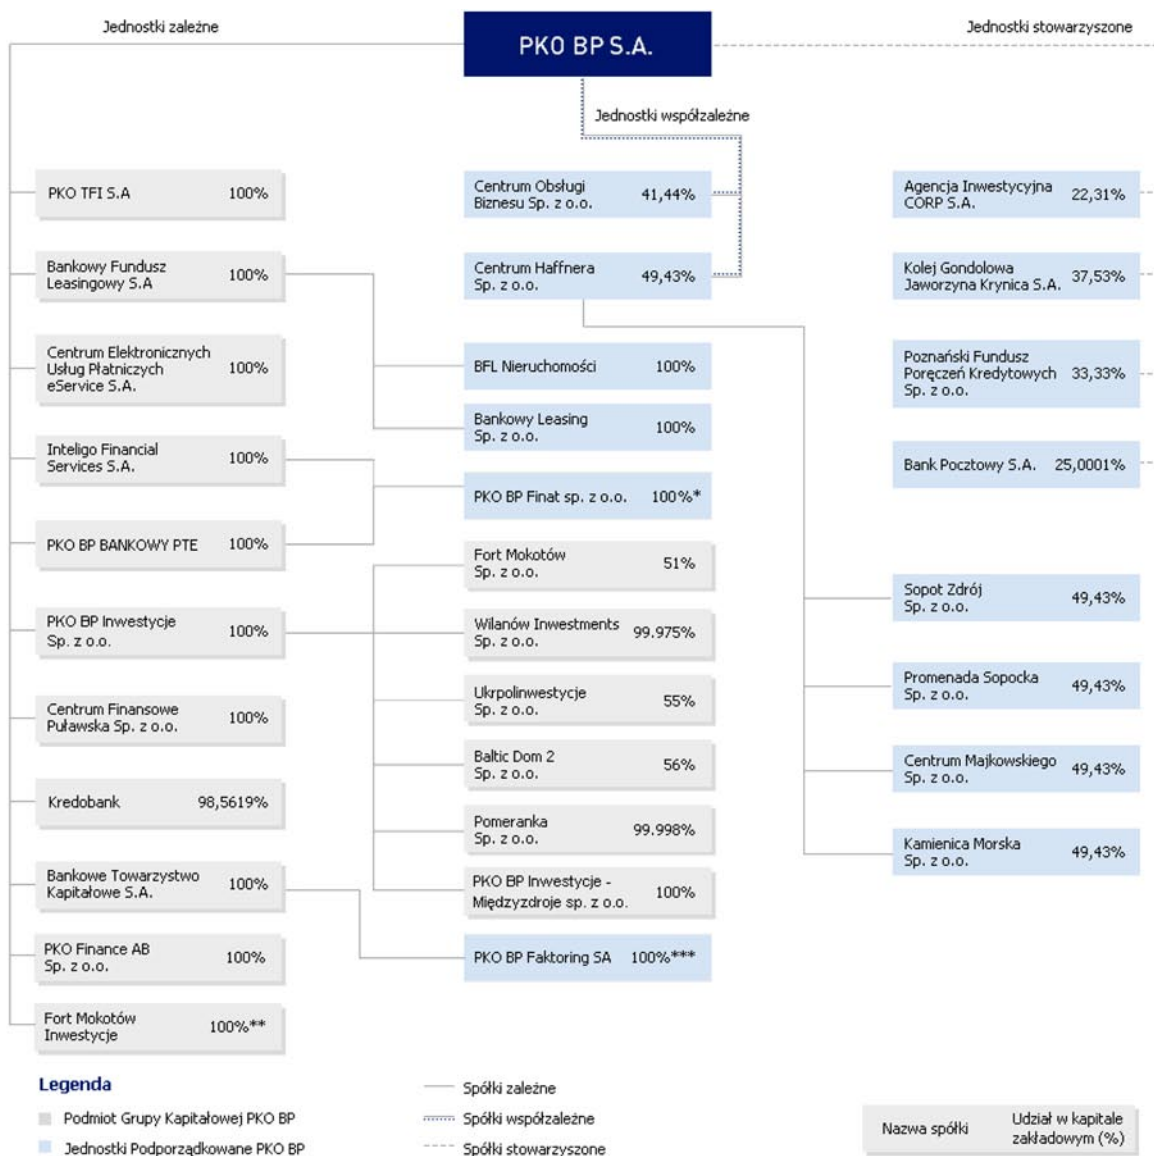 Jednostki zależne
PKO BP S.A.
Jednostki stowarzyszone
Jednostki współzależne
PKO TFI S.A 100%
Bankowy Fundusz
Leasingowy S.A 100%
Centrum Elektronicznych
Usług Płatniczych
eService S.A. 100%
Inteligo Financial
Services S.A. 100%
PKO BP BANKOWY PTE 100%
PKO BP Inwestycje
Sp. z o.o. 100%
Centrum Finansowe
Puławska Sp. z o.o. 100%
Kredobank 98,5619%
Bankowe Towarzystwo
Kapitałowe S.A. 100%
PKO Finance AB
Sp. z o.o. 100%
Fort Mokotów
Inwestycje 100%**
Centrum Obsługi
Biznesu Sp. z o.o. 41,44%
Centrum Haffnera
Sp. z o.o. 49,43%
BFL Nieruchomości 100%
Bankowy Leasing
Sp. z o.o. 100%
PKO BP Finat sp. z o.o. 100%*
Fort Mokotów
Sp. z o.o. 51%
Wilanów Inwestments
Sp. z o.o. 99.975%
Ukrpolinwestycje
Sp. z o.o. 55%
Baltic Dom 2
Sp. z o.o. 56%
Pomeranka
Sp. z o.o. 99.998%
PKO BP Inwestycje -
Międzyzdroje sp. z o.o. 100%
PKO BP Faktoring SA 100%***
Agencja Inwestycyjna
CORP S.A. 22,31%
Kolej Gondolowa
Jaworzyna Krynica S.A. 37,53%
Poznański Fundusz
Poręczeń Kredytowych
Sp. z o.o. 33,33%
Bank Pocztowy S.A. 25,0001%
Sopot Zdrój
Sp. z o.o. 49,43%
Promenada Sopocka
Sp. z o.o. 49,43%
Centrum Majkowskiego
Sp. z o.o. 49,43%
Kamienica Morska
Sp. z o.o. 49,43%
Legenda
Podmiot Grupy Kapitałowej PKO BP
Jednostki Podporządkowane PKO BP
Spółki zależne
Spółki współzależne
Spółki stowarzyszone
Nazwa spółki
Udział w kapitale
zakładowym (%)